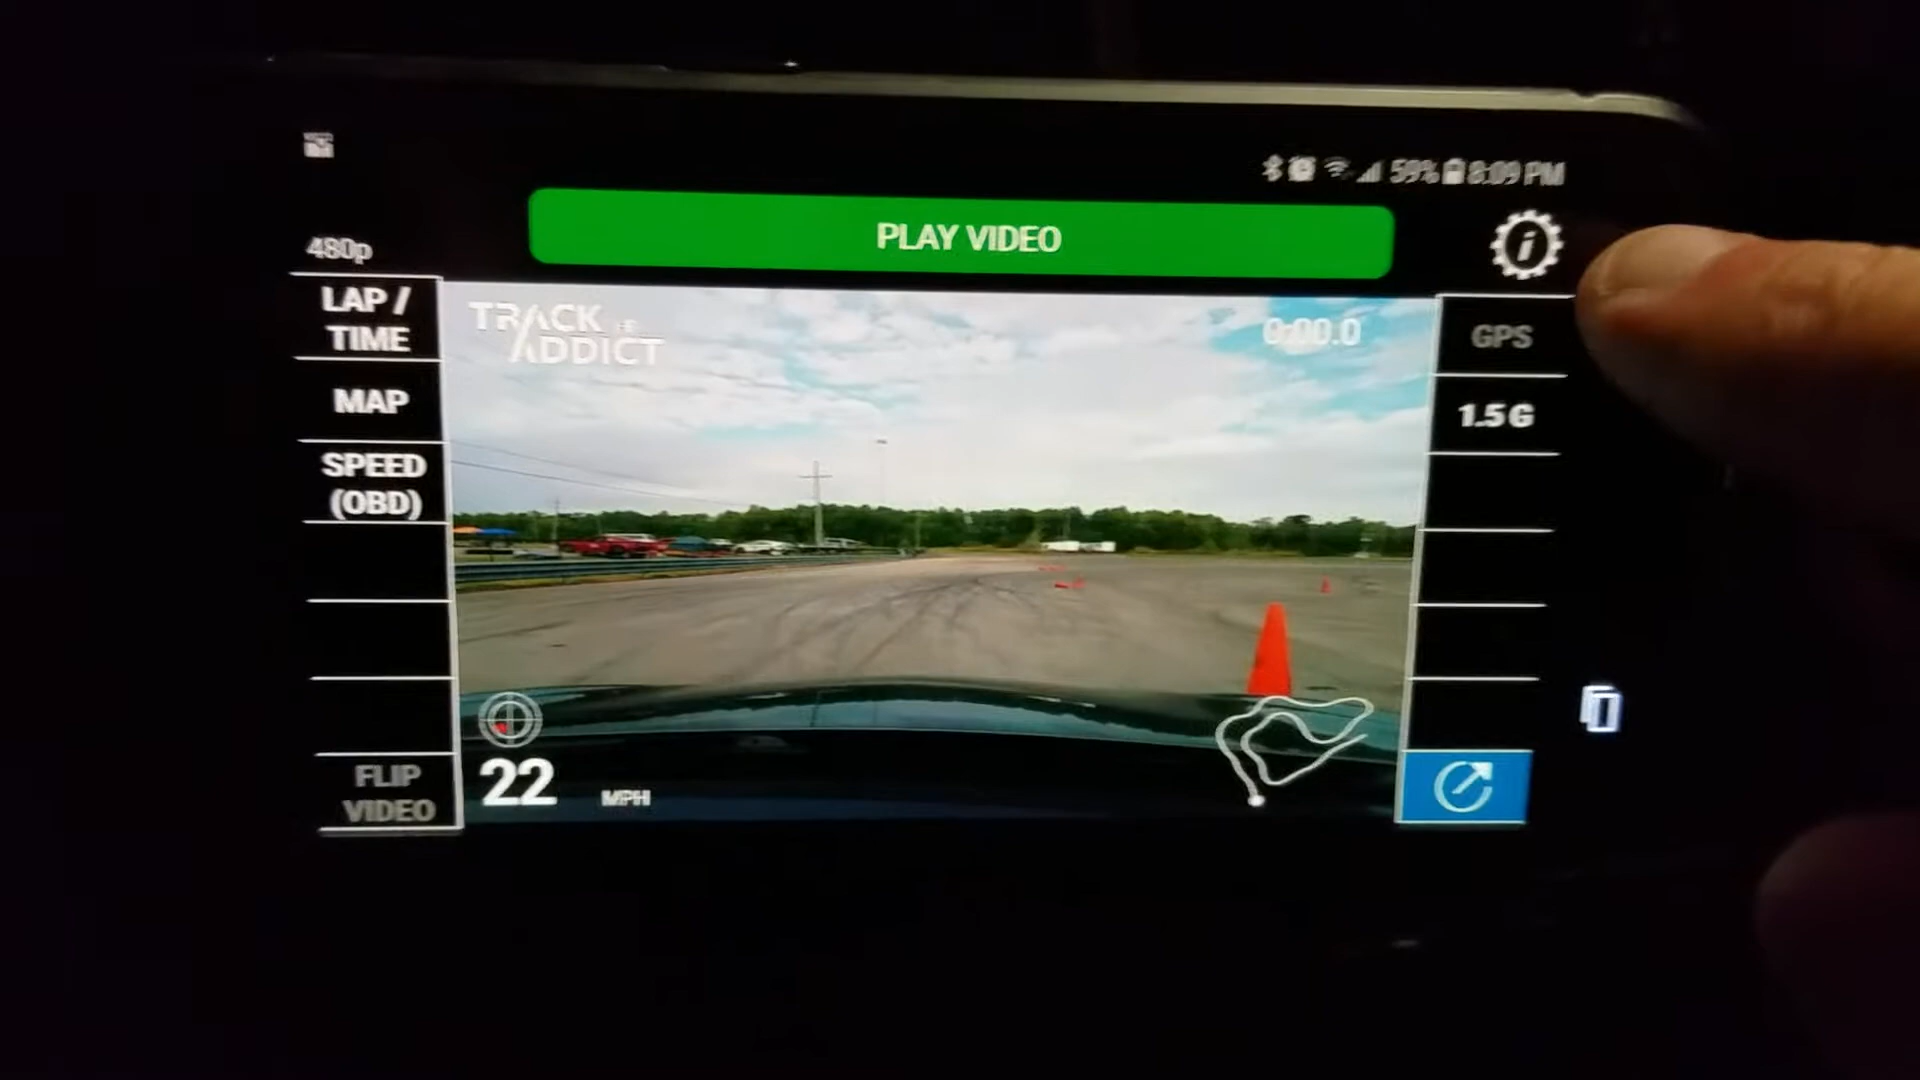 59% 8:09 PM
PLAY VIDEO
480p
LAP /
TIME
MAP
SPEED
(OBD)
FLIP
VIDEO
TRACK
ADDICT
0:00.0
22 MPH
i
GPS
1.5 G